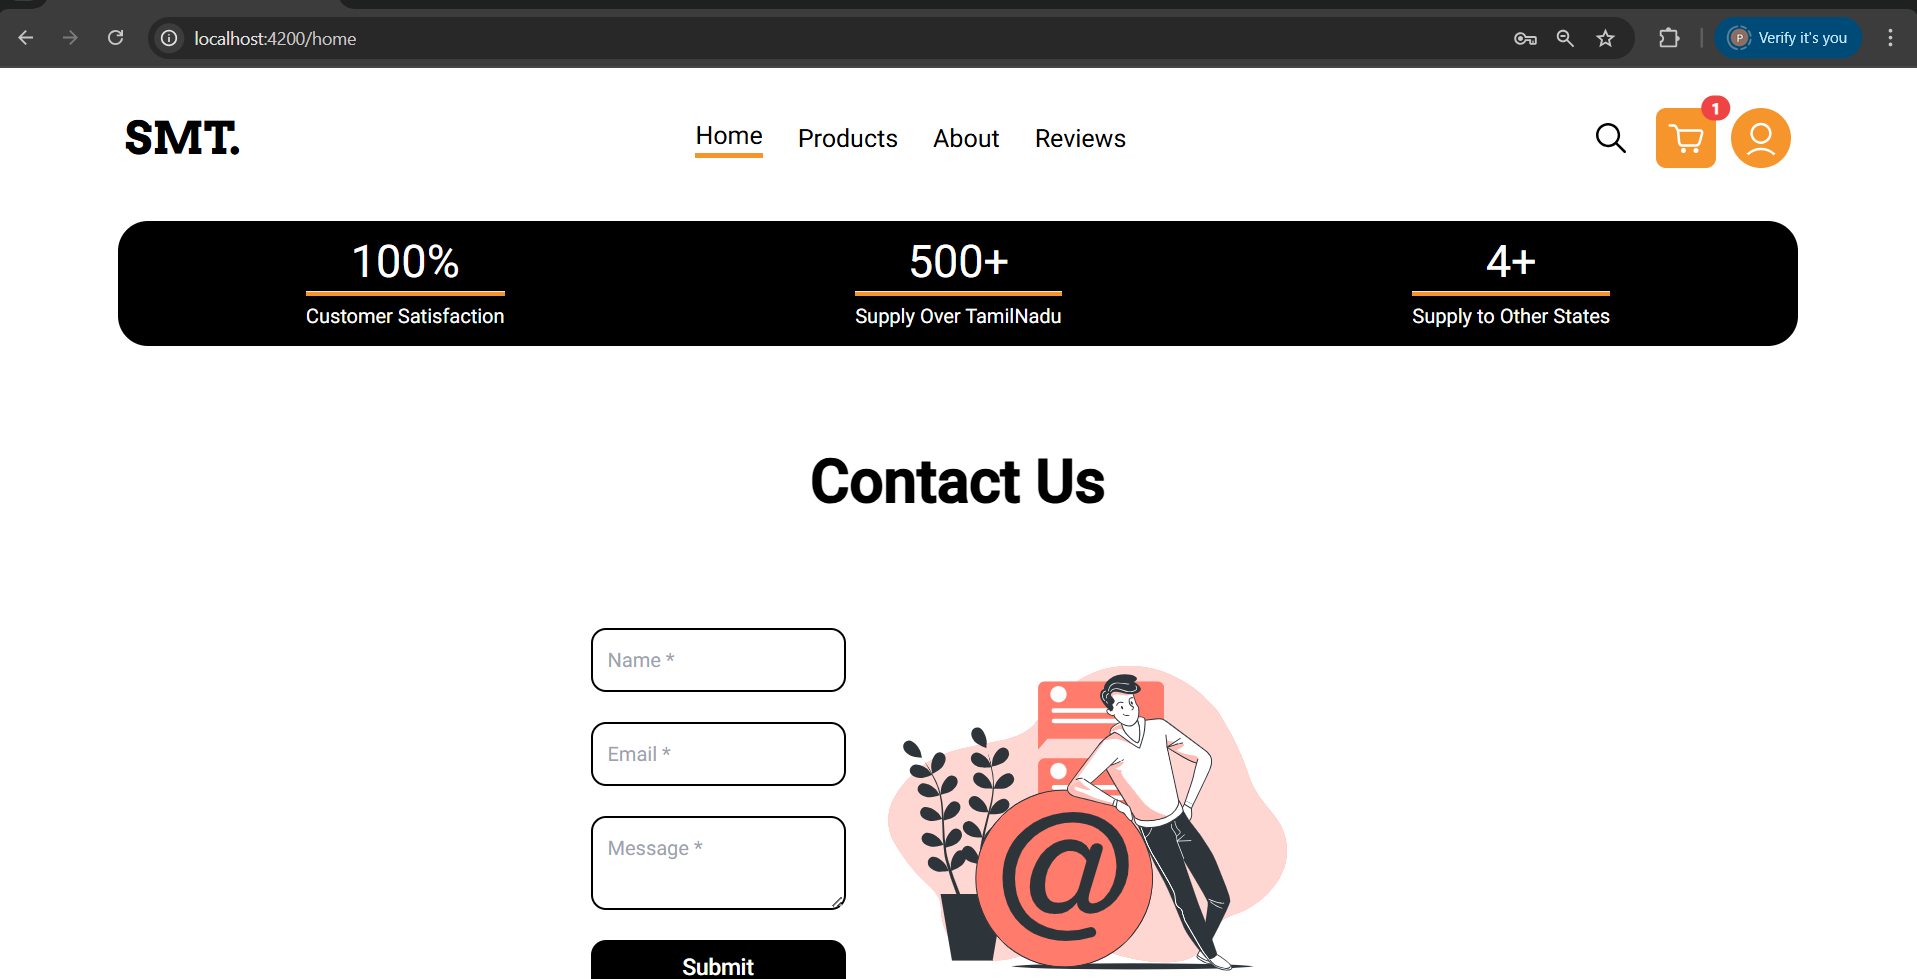 localhost:4200/home
P Verify it's you
SMT. Home Products About Reviews 1
100% 500+ 4+
Customer Satisfaction Supply Over TamilNadu Supply to Other States
Contact Us
Name *
Email *
Message *
@
Submit